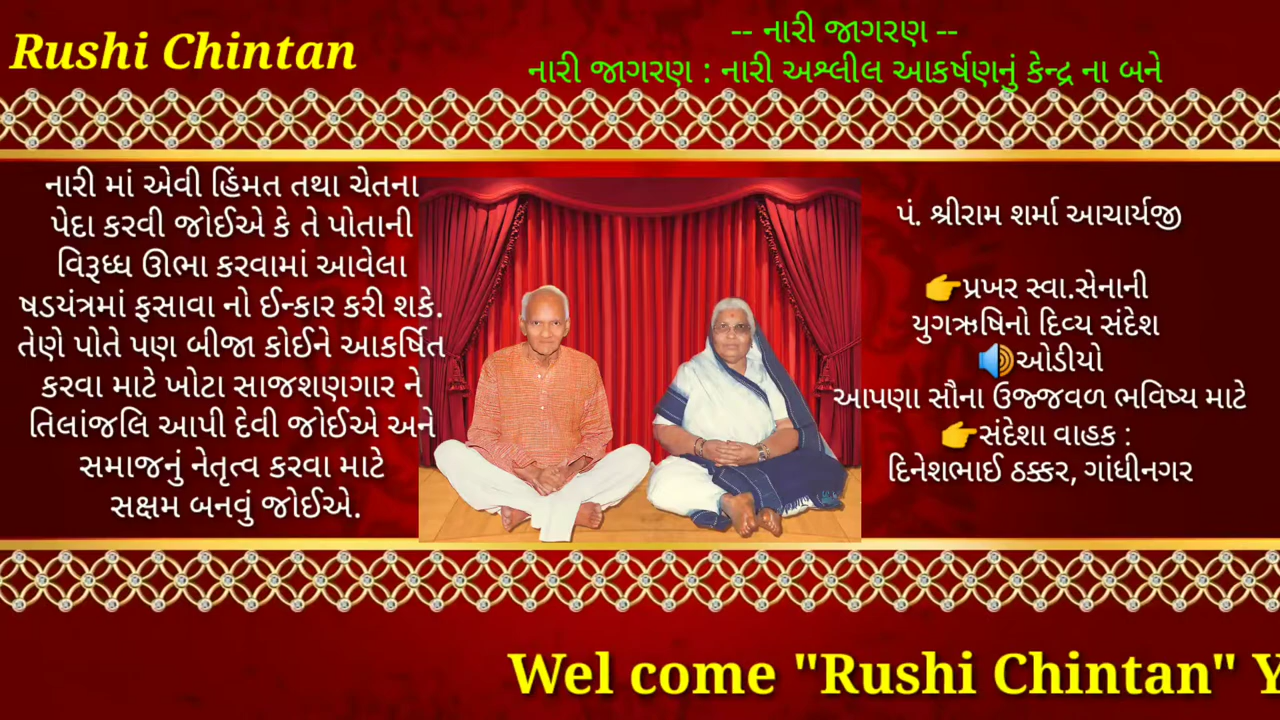 Rushi Chintan
-- નારી જાગરણ --
નારી જાગરણ : નારી અશ્લીલ આકર્ષણનું કેન્દ્ર ના બને
નારી માં એવી હિંમત તથા ચેતના
પેદા કરવી જોઈએ કે તે પોતાની
વિરૂધ્ધ ઊભા કરવામાં આવેલા
ષડયંત્રમાં ફસાવા નો ઈન્કાર કરી શકે.
તેણે પોતે પણ બીજા કોઈને આકર્ષિત
કરવા માટે ખોટા સાજશણગાર ને
તિલાંજલિ આપી દેવી જોઈએ અને
સમાજનું નેતૃત્વ કરવા માટે
સક્ષમ બનવું જોઈએ.
પં. શ્રીરામ શર્મા આચાર્યજી
👉પ્રખર સ્વા.સેનાની
યુગઋષિનો દિવ્ય સંદેશ
🔊ઓડીયો
આપણા સૌના ઉજ્જવળ ભવિષ્ય માટે
👉સંદેશા વાહક :
દિનેશભાઈ ઠક્કર, ગાંધીનગર
Wel come "Rushi Chintan" Y